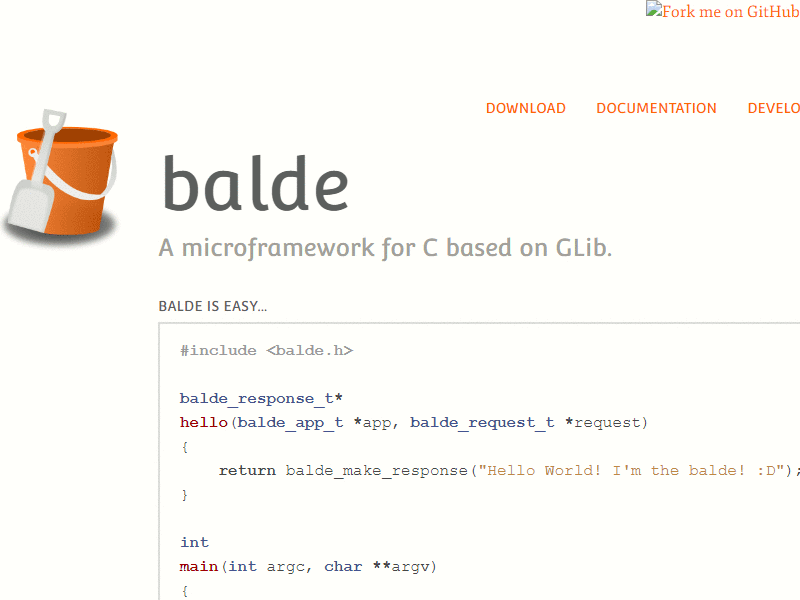 Fork me on GitHub
DOWNLOAD DOCUMENTATION DEVELO
balde
A microframework for C based on GLib.
BALDE IS EASY...
#include <balde.h>
balde_response_t*
hello(balde_app_t *app, balde_request_t *request)
{
return balde_make_response("Hello World! I'm the balde! :D");
}
int
main(int argc, char **argv)
{